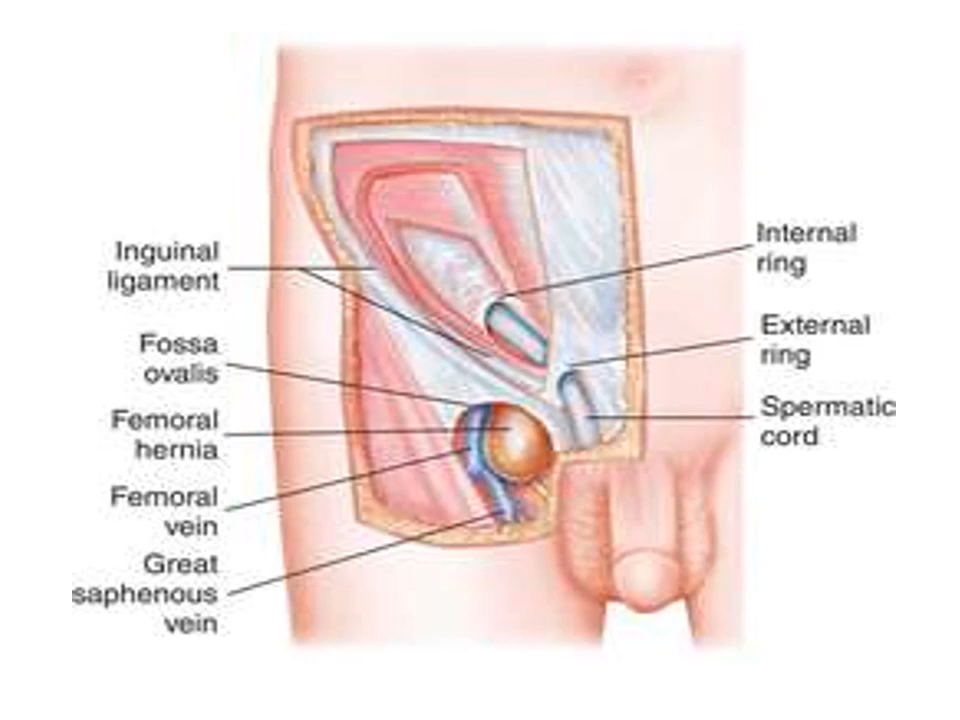 Inguinal
ligament
Fossa
ovalis
Femoral
hernia
Femoral
vein
Great
saphenous
vein
Internal
ring
External
ring
Spermatic
cord